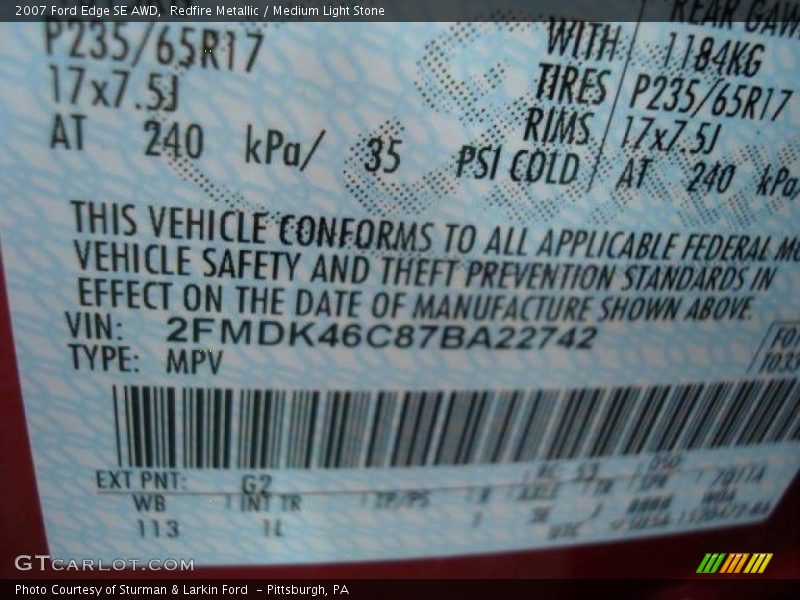 2007 Ford Edge SE AWD,  Redfire Metallic / Medium Light Stone
P235/65R17
17x7.5J
AT 240 kPa/ 35 PSI COLD
REAR GAW
WITH 1184KG
TIRES P235/65R17
RIMS 17x7.5J
AT 240 kPa/
THIS VEHICLE CONFORMS TO ALL APPLICABLE FEDERAL MO
VEHICLE SAFETY AND THEFT PREVENTION STANDARDS IN
EFFECT ON THE DATE OF MANUFACTURE SHOWN ABOVE.
VIN: 2FMDK46C87BA22742
TYPE: MPV
EXT PNT: G2
WB INT TR
113 1L
GTCARLOT.COM
Photo Courtesy of Sturman & Larkin Ford  - Pittsburgh, PA